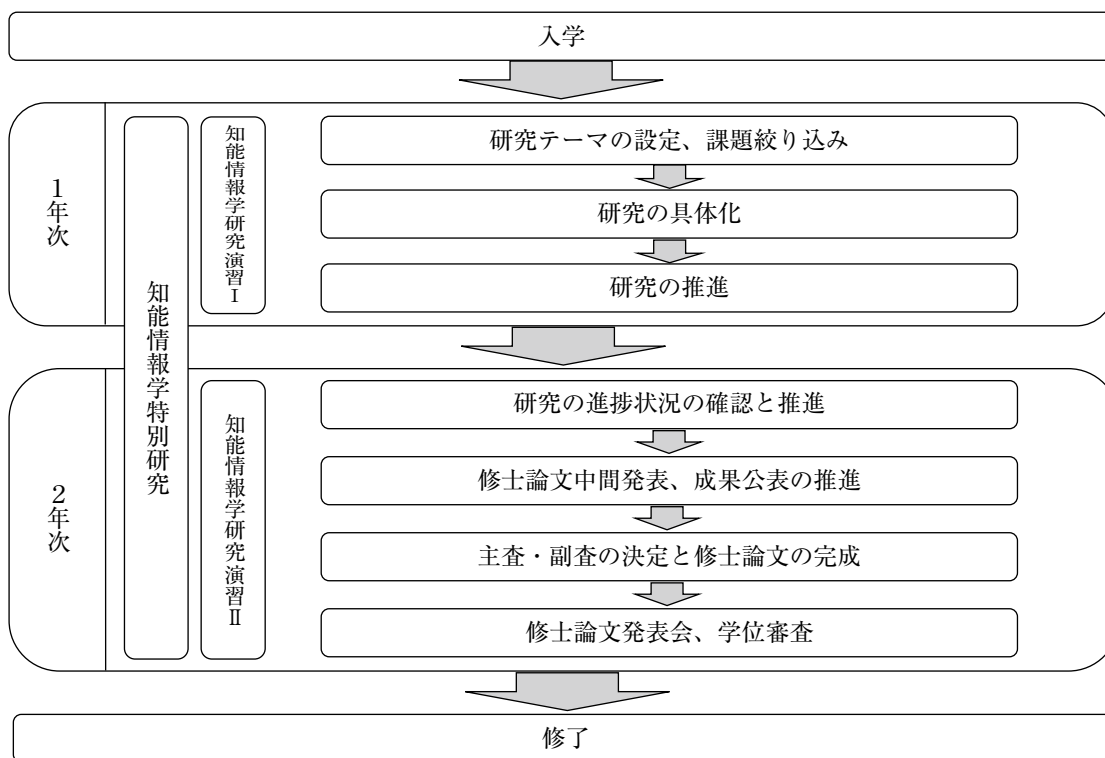 入学
1年次
知能情報学特別研究
知能情報学研究演習Ⅰ
研究テーマの設定、課題絞り込み
研究の具体化
研究の推進
2年次
知能情報学研究演習Ⅱ
研究の進捗状況の確認と推進
修士論文中間発表、成果公表の推進
主査・副査の決定と修士論文の完成
修士論文発表会、学位審査
修了